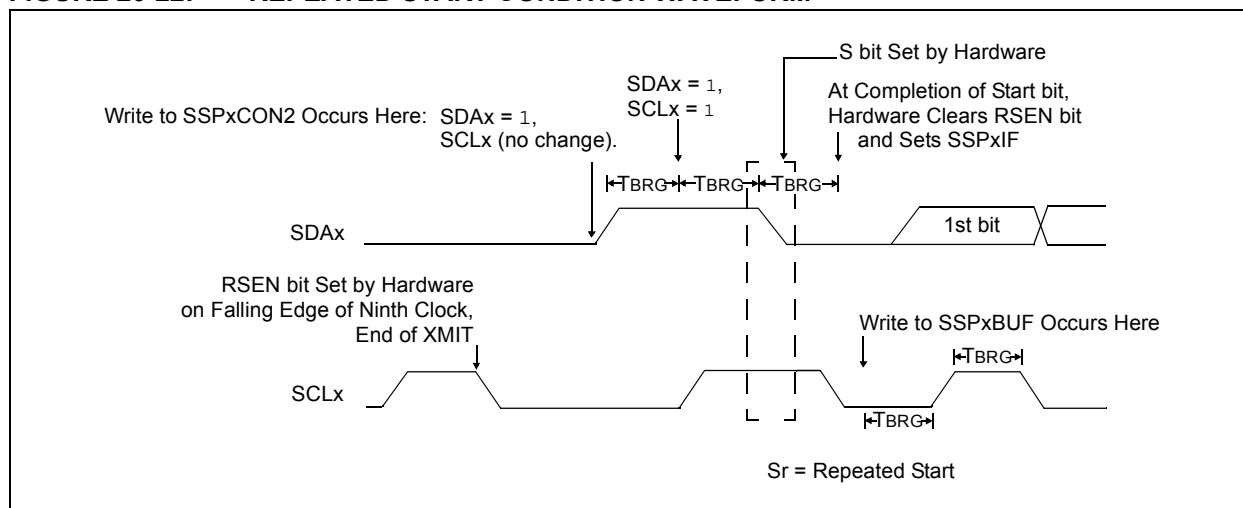 S bit Set by Hardware
SDAx = 1,
SCLx = 1
At Completion of Start bit,
Hardware Clears RSEN bit
and Sets SSPxIF
Write to SSPxCON2 Occurs Here: SDAx = 1,
SCLx (no change).
TBRG TBRG TBRG
SDAx
1st bit
RSEN bit Set by Hardware
on Falling Edge of Ninth Clock,
End of XMIT
Write to SSPxBUF Occurs Here
TBRG
SCLx
TBRG
Sr = Repeated Start